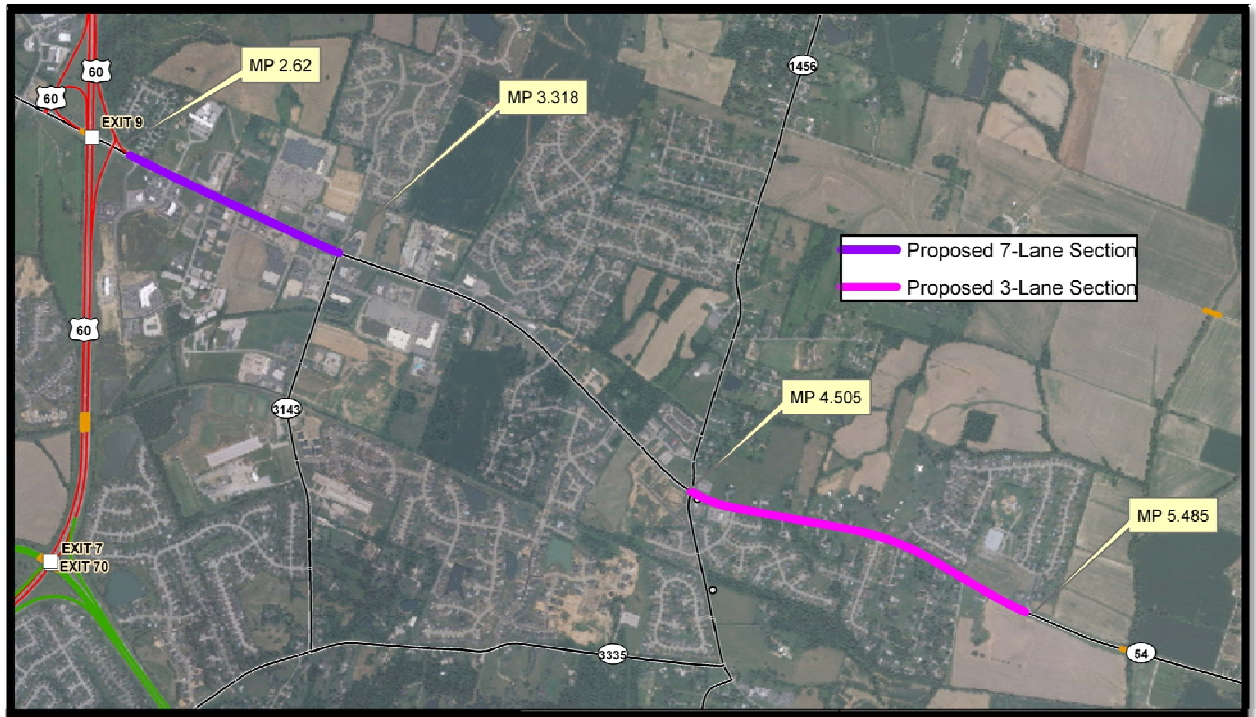 60
MP 2.62
1456
60
MP 3.318
EXIT 9
Proposed 7-Lane Section
Proposed 3-Lane Section
60
MP 4.505
3143
MP 5.485
EXIT 7
EXIT 70
3335
54